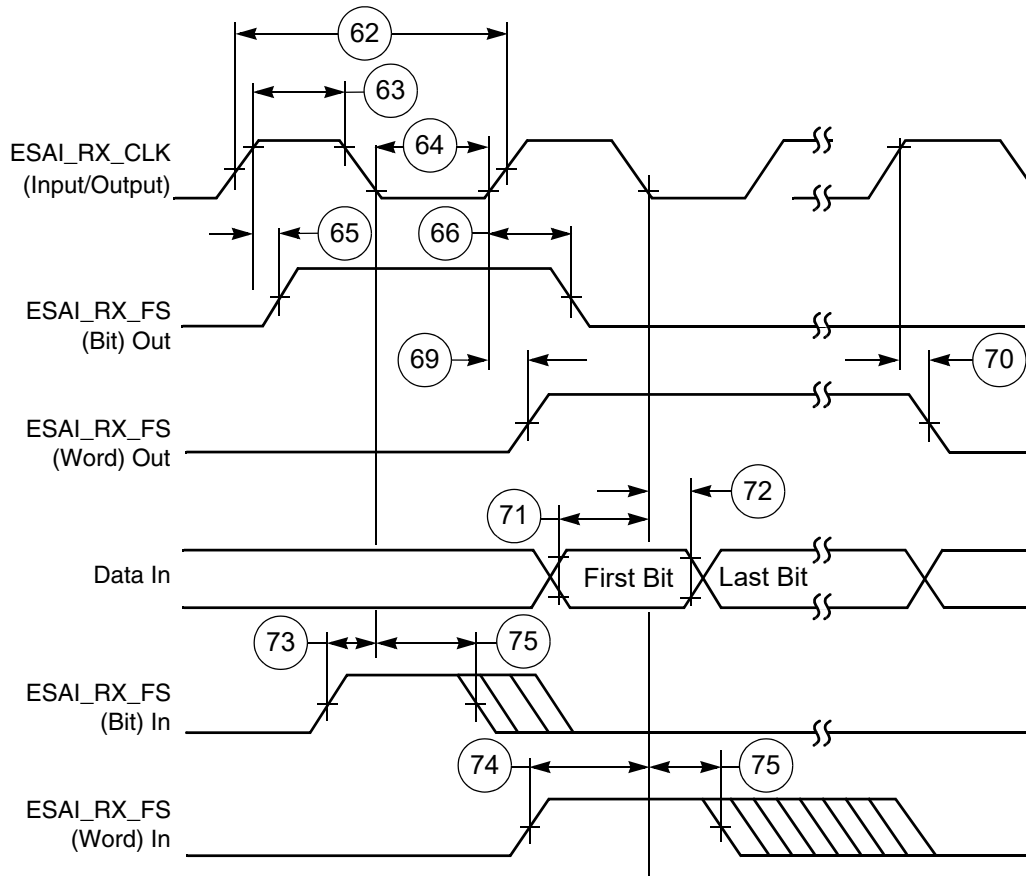 62
63
ESAI_RX_CLK
(Input/Output)
64
65
66
ESAI_RX_FS
(Bit) Out
69
70
ESAI_RX_FS
(Word) Out
71
72
Data In
First Bit
Last Bit
73
75
ESAI_RX_FS
(Bit) In
74
75
ESAI_RX_FS
(Word) In